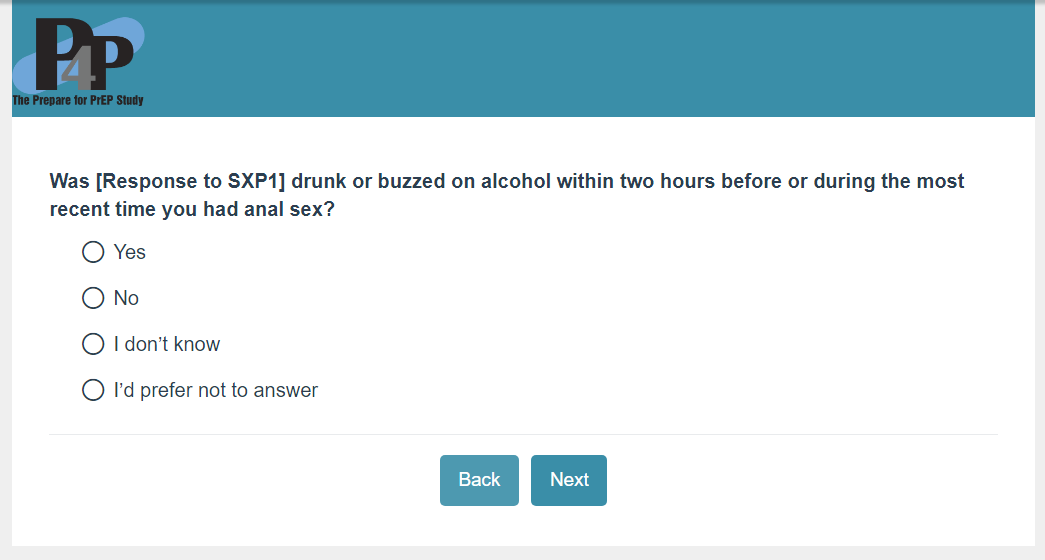 P4P
The Prepare for PrEP Study
Was [Response to SXP1] drunk or buzzed on alcohol within two hours before or during the most
recent time you had anal sex?
Yes
No
I don’t know
I’d prefer not to answer
Back Next